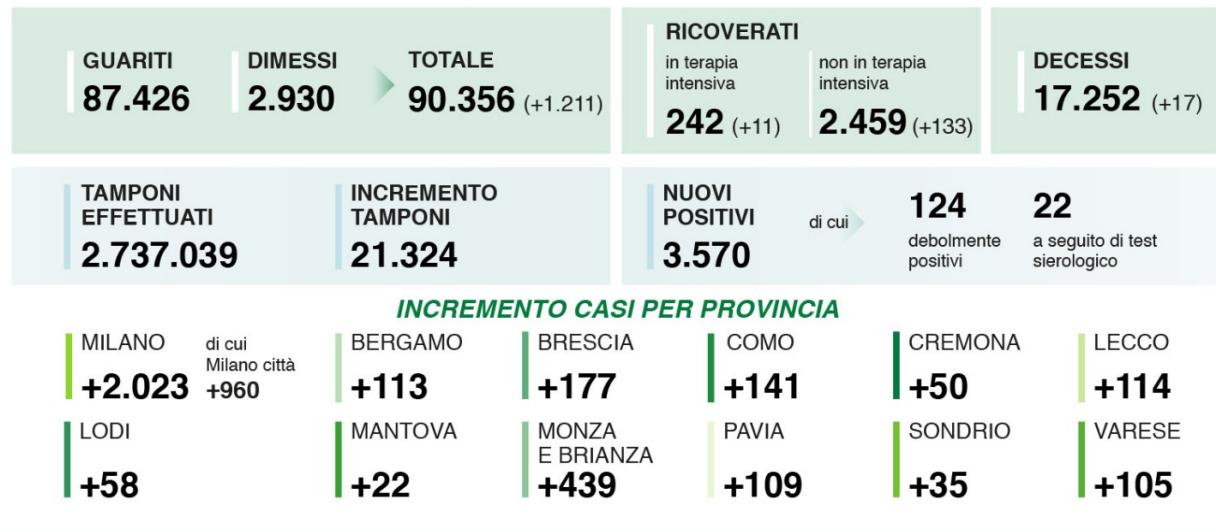 GUARITI
87.426
DIMESSI
2.930
TOTALE
90.356 (+1.211)
RICOVERATI
in terapia
intensiva
242 (+11)
non in terapia
intensiva
2.459 (+133)
DECESSI
17.252 (+17)
TAMPONI
EFFETTUATI
2.737.039
INCREMENTO
TAMPONI
21.324
NUOVI
POSITIVI
3.570
di cui
124
debolmente
positivi
22
a seguito di test
sierologico
INCREMENTO CASI PER PROVINCIA
MILANO
+2.023
di cui
Milano città
+960
BERGAMO
+113
BRESCIA
+177
COMO
+141
CREMONA
+50
LECCO
+114
LODI
+58
MANTOVA
+22
MONZA
E BRIANZA
+439
PAVIA
+109
SONDRIO
+35
VARESE
+105